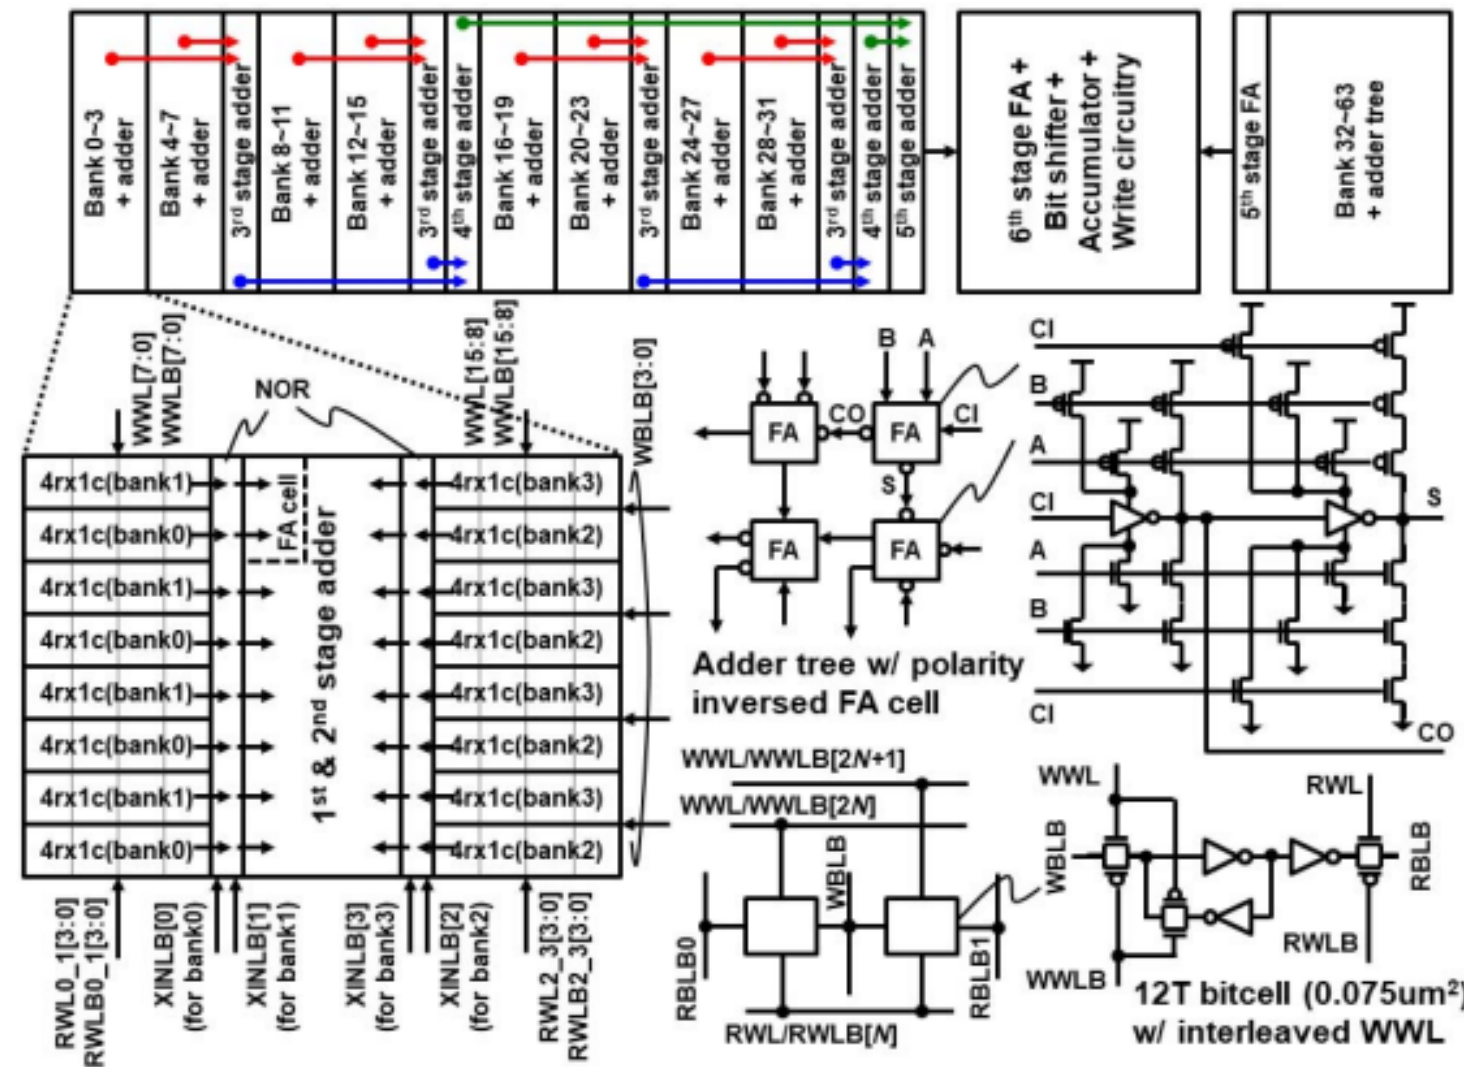 Bank 0~3
+ adder
Bank 4~7
+ adder
3rd stage adder
Bank 8~11
+ adder
Bank 12~15
+ adder
3rd stage adder
4th stage adder
Bank 16~19
+ adder
Bank 20~23
+ adder
3rd stage adder
Bank 24~27
+ adder
Bank 28~31
+ adder
3rd stage adder
4th stage adder
5th stage adder
6th stage FA +
Bit shifter +
Accumulator +
Write circuitry
5th stage FA
Bank 32~63
+ adder tree
WWL[7:0]
WWLB[7:0]
NOR
WWL[15:8]
WWLB[15:8]
WBLB[3:0]
4rx1c(bank1)
4rx1c(bank0)
4rx1c(bank1)
4rx1c(bank0)
4rx1c(bank1)
4rx1c(bank0)
4rx1c(bank1)
4rx1c(bank0)
FA cell
1st & 2nd stage adder
4rx1c(bank3)
4rx1c(bank2)
4rx1c(bank3)
4rx1c(bank2)
4rx1c(bank3)
4rx1c(bank2)
4rx1c(bank3)
4rx1c(bank2)
RWL0_1[3:0]
RWLB0_1[3:0]
XINLB[0]
(for bank0)
XINLB[1]
(for bank1)
XINLB[3]
(for bank3)
XINLB[2]
(for bank2)
RWL2_3[3:0]
RWLB2_3[3:0]
B A
FA CO FA CI
S
FA FA
Adder tree w/ polarity
inversed FA cell
CI
B
A
CI
A
B
CI
S
CO
WWL/WWLB[2N+1]
WWL/WWLB[2N]
WBLB
RBLB0
RBLB1
RWL/RWLB[N]
WWL
RWL
WBLB
RBLB
RWLB
WWLB
12T bitcell (0.075um²)
w/ interleaved WWL